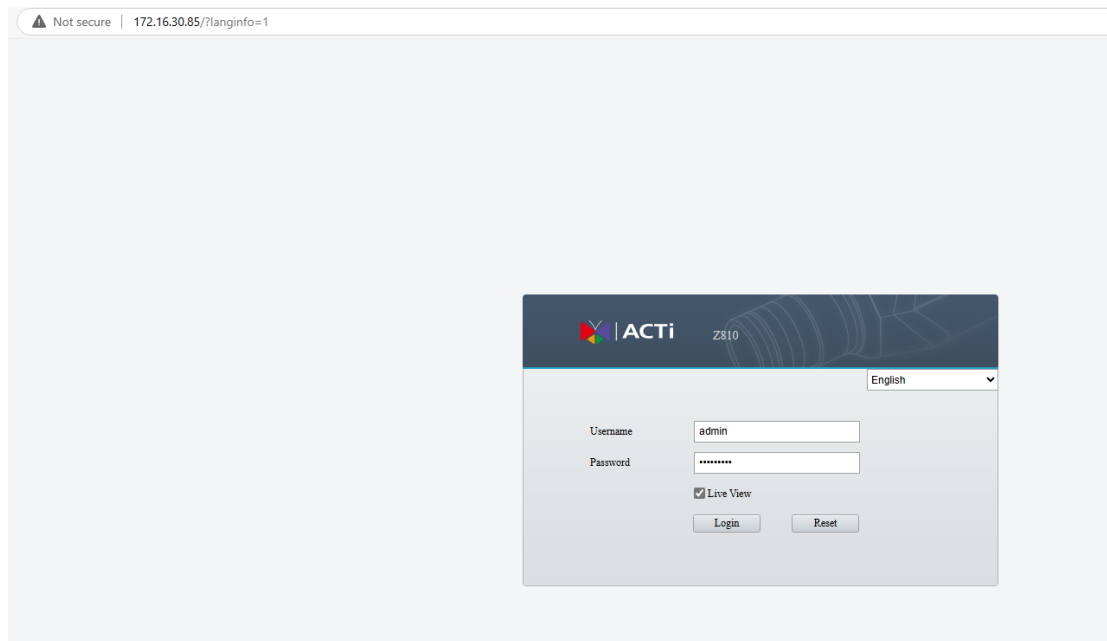 Not secure | 172.16.30.85/?langinfo=1
ACTi Z810
English
Username admin
Password •••••••••
Live View
Login Reset